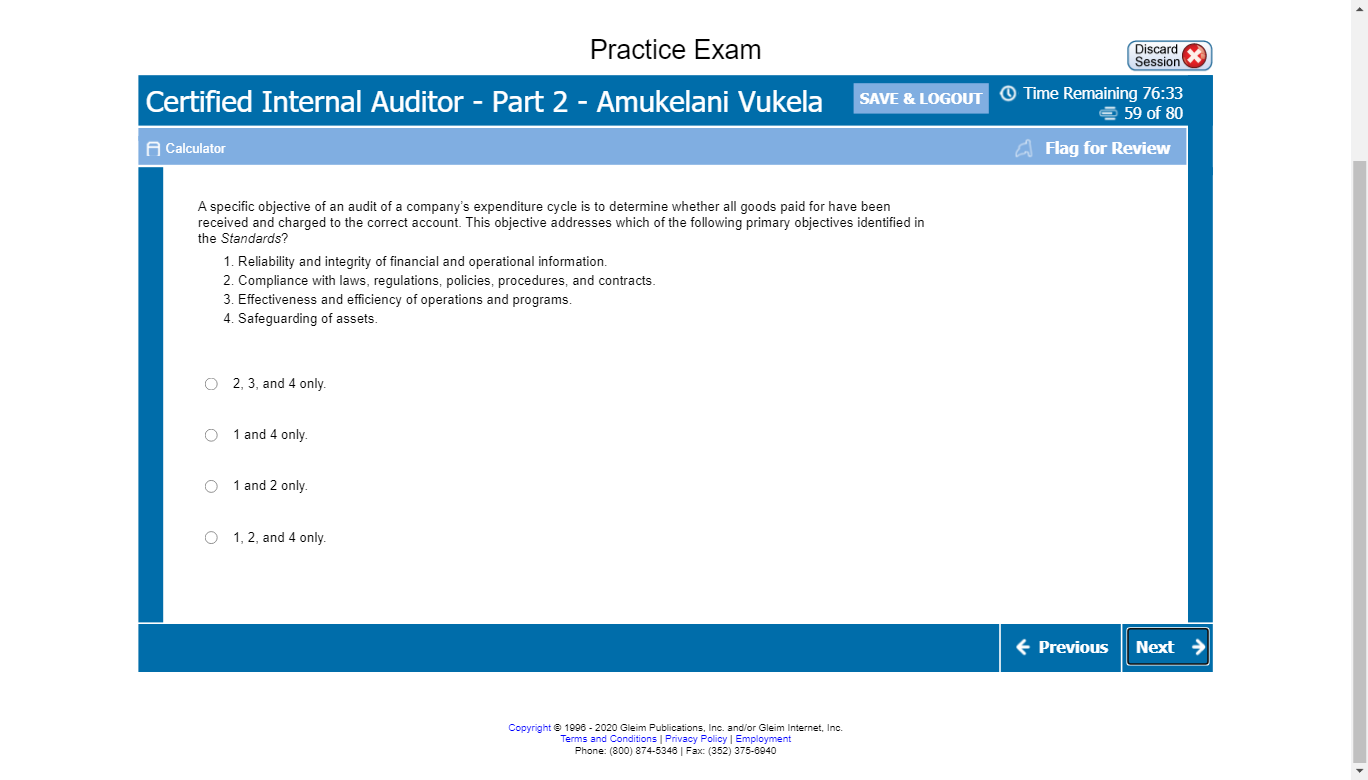 Practice Exam
Discard
Session
Certified Internal Auditor - Part 2 - Amukelani Vukela
SAVE & LOGOUT
Time Remaining 76:33
59 of 80
Calculator
Flag for Review
A specific objective of an audit of a company's expenditure cycle is to determine whether all goods paid for have been
received and charged to the correct account. This objective addresses which of the following primary objectives identified in
the Standards?
1. Reliability and integrity of financial and operational information.
2. Compliance with laws, regulations, policies, procedures, and contracts.
3. Effectiveness and efficiency of operations and programs.
4. Safeguarding of assets.
2, 3, and 4 only.
1 and 4 only.
1 and 2 only.
1, 2, and 4 only.
Previous
Next
Copyright © 1996 - 2020 Gleim Publications, Inc. and/or Gleim Internet, Inc.
Terms and Conditions | Privacy Policy | Employment
Phone: (800) 874-5346 | Fax: (352) 375-6940